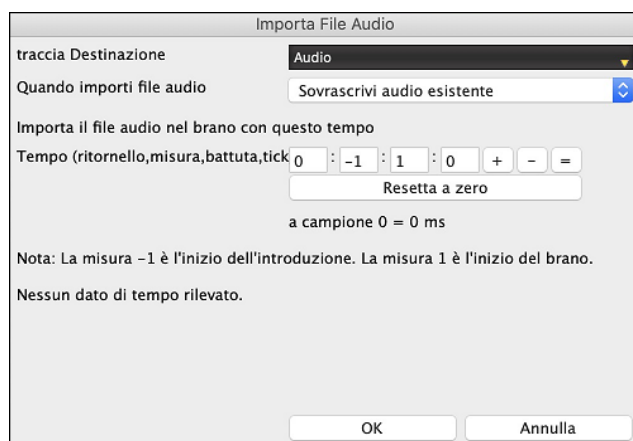 Importa File Audio
traccia Destinazione Audio
Quando importi file audio Sovrascrivi audio esistente
Importa il file audio nel brano con questo tempo
Tempo (ritornello,misura,battuta,tick 0 : -1 : 1 : 0 + - =
Resetta a zero
a campione 0 = 0 ms
Nota: La misura -1 è l'inizio dell'introduzione. La misura 1 è l'inizio del brano.
Nessun dato di tempo rilevato.
OK Annulla